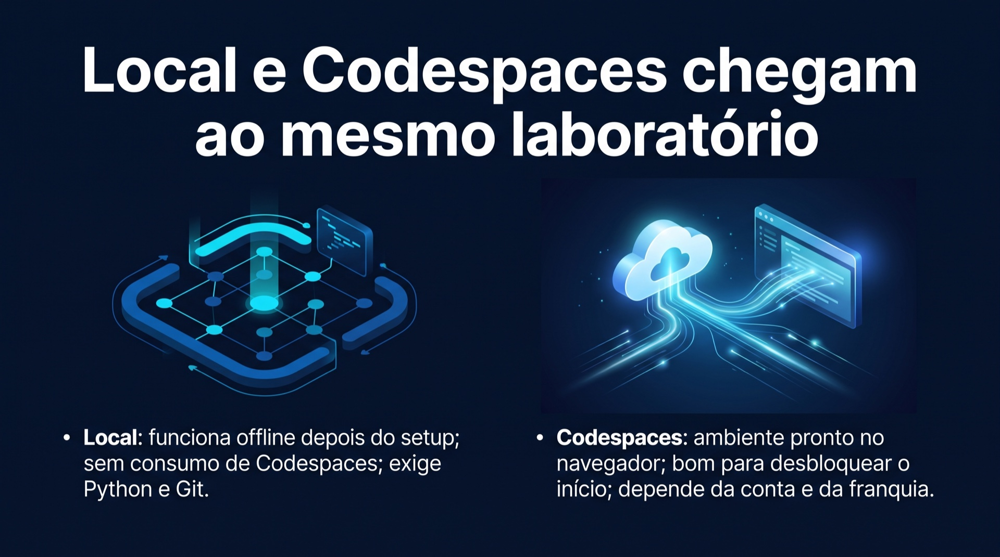 Local e Codespaces chegam
ao mesmo laboratório
• Local: funciona offline depois do setup;
sem consumo de Codespaces; exige
Python e Git.
• Codespaces: ambiente pronto no
navegador; bom para desbloquear o
início; depende da conta e da franquia.